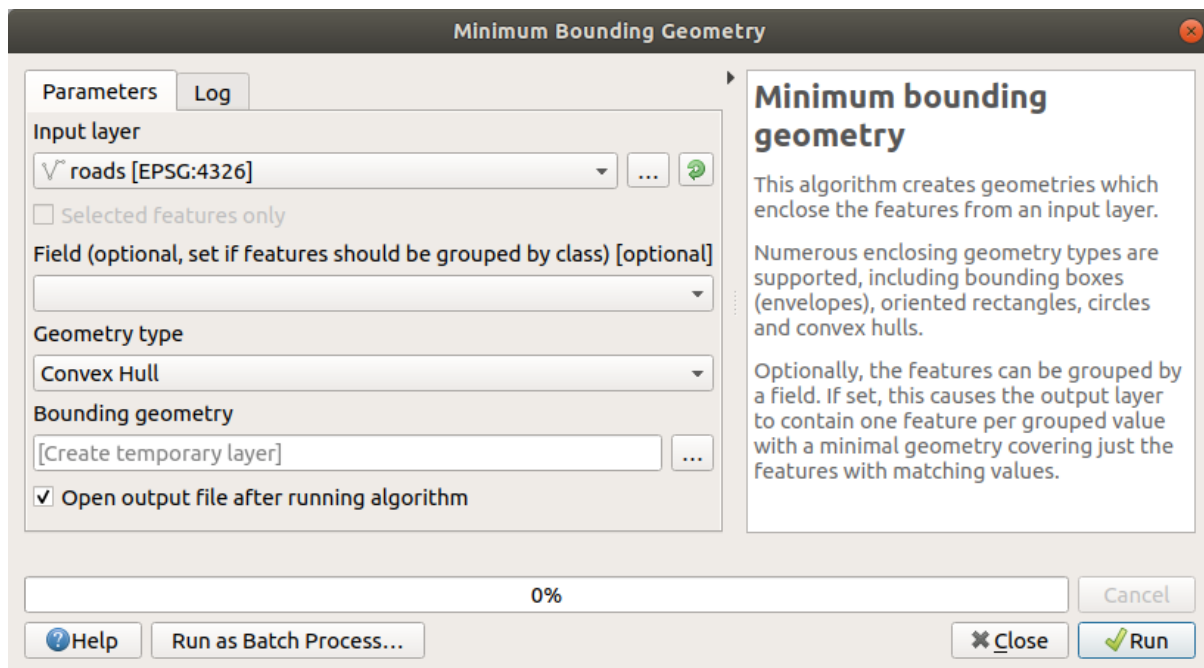 Minimum Bounding Geometry
Parameters
Log
Input layer
roads [EPSG:4326]
...
Selected features only
Field (optional, set if features should be grouped by class) [optional]
Geometry type
Convex Hull
Bounding geometry
[Create temporary layer]
...
Open output file after running algorithm
Minimum bounding
geometry
This algorithm creates geometries which
enclose the features from an input layer.
Numerous enclosing geometry types are
supported, including bounding boxes
(envelopes), oriented rectangles, circles
and convex hulls.
Optionally, the features can be grouped by
a field. If set, this causes the output layer
to contain one feature per grouped value
with a minimal geometry covering just the
features with matching values.
0%
Cancel
Help
Run as Batch Process...
Close
Run